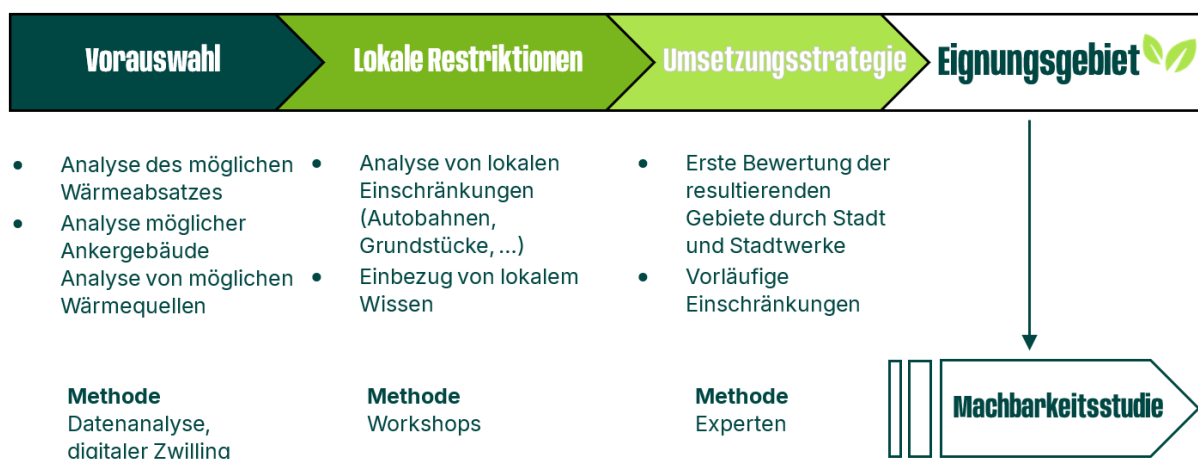 Vorauswahl
Lokale Restriktionen
Umsetzungsstrategie
Eignungsgebiet
• Analyse des möglichen
Wärmeabsatzes
• Analyse möglicher
Ankergebäude
Analyse von möglichen
Wärmequellen
• Analyse von lokalen
Einschränkungen
(Autobahnen,
Grundstücke, ...)
• Einbezug von lokalem
Wissen
• Erste Bewertung der
resultierenden
Gebiete durch Stadt
und Stadtwerke
• Vorläufige
Einschränkungen
Methode
Datenanalyse,
digitaler Zwilling
Methode
Workshops
Methode
Experten
Machbarkeitsstudie